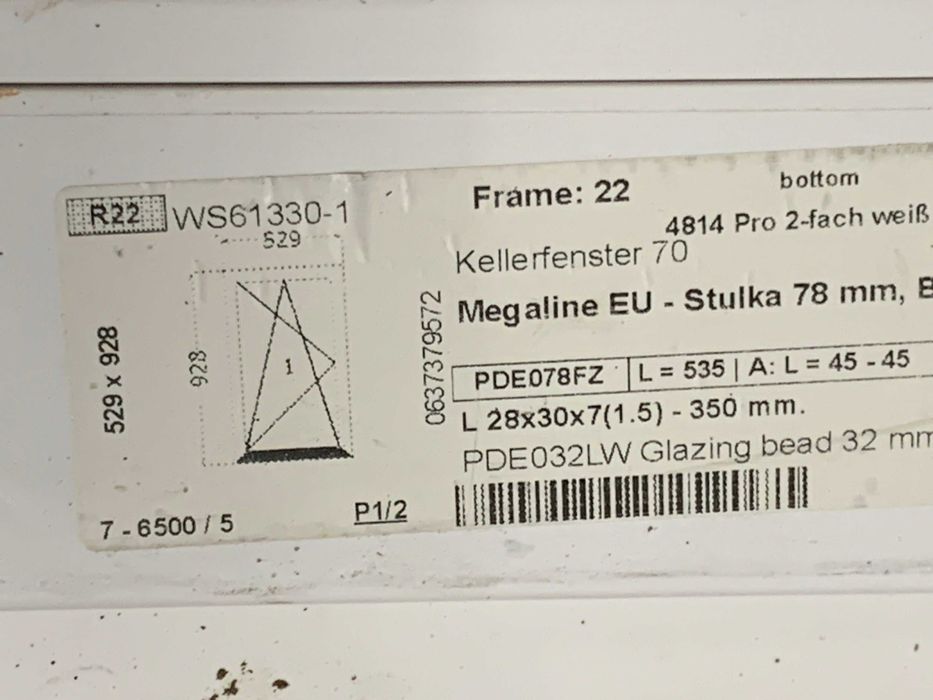 R22 WS61330-1
529
928
1
529 x 928
7 - 6500 / 5
P1/2
0637379572
Frame: 22
bottom
4814 Pro 2-fach weiß
Kellerfenster 70
Megaline EU - Stulka 78 mm,
PDE078FZ L = 535 | A: L = 45 - 45
L 28x30x7(1.5) - 350 mm.
PDE032LW Glazing bead 32 mm